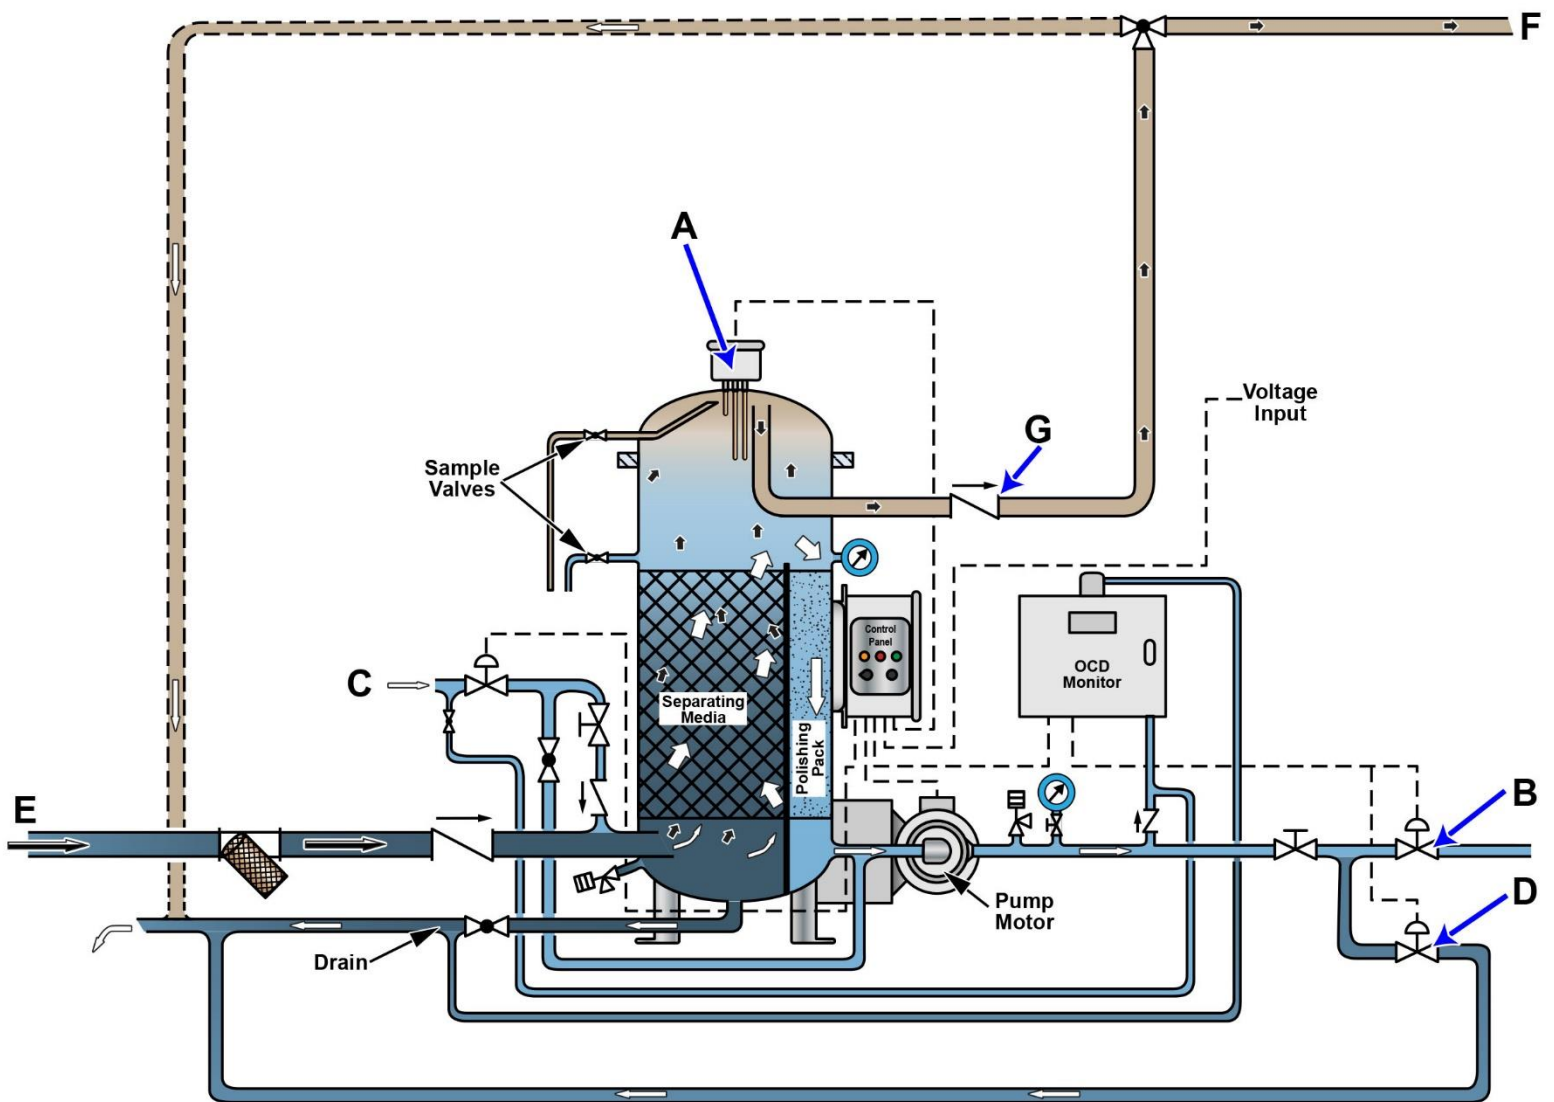 F
A
Voltage
Input
G
Sample
Valves
Control
Panel
OCD
Monitor
C
Separating
Media
Polishing
Pack
E
B
Pump
Motor
D
Drain